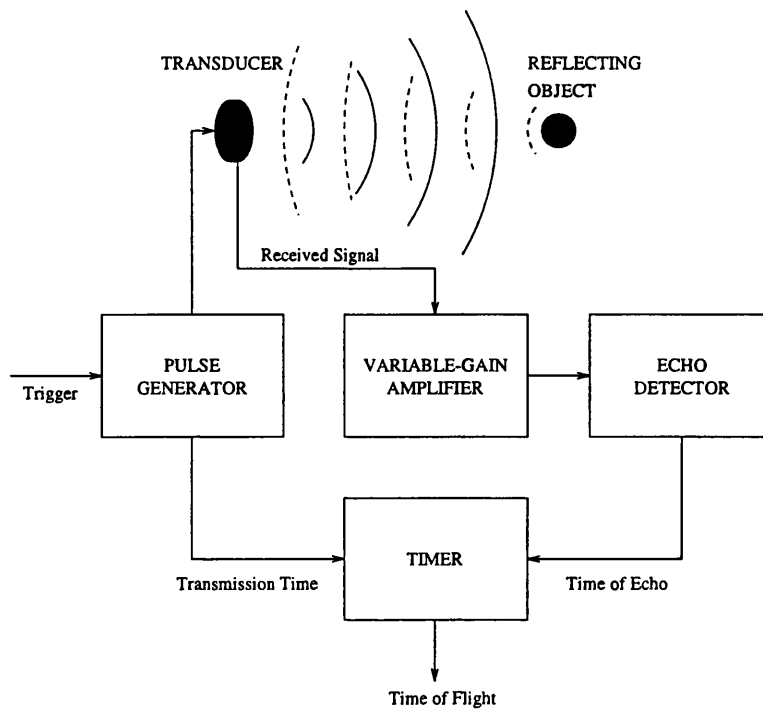 TRANSDUCER
REFLECTING
OBJECT
Received Signal
Trigger
PULSE
GENERATOR
VARIABLE-GAIN
AMPLIFIER
ECHO
DETECTOR
Transmission Time
TIMER
Time of Echo
Time of Flight